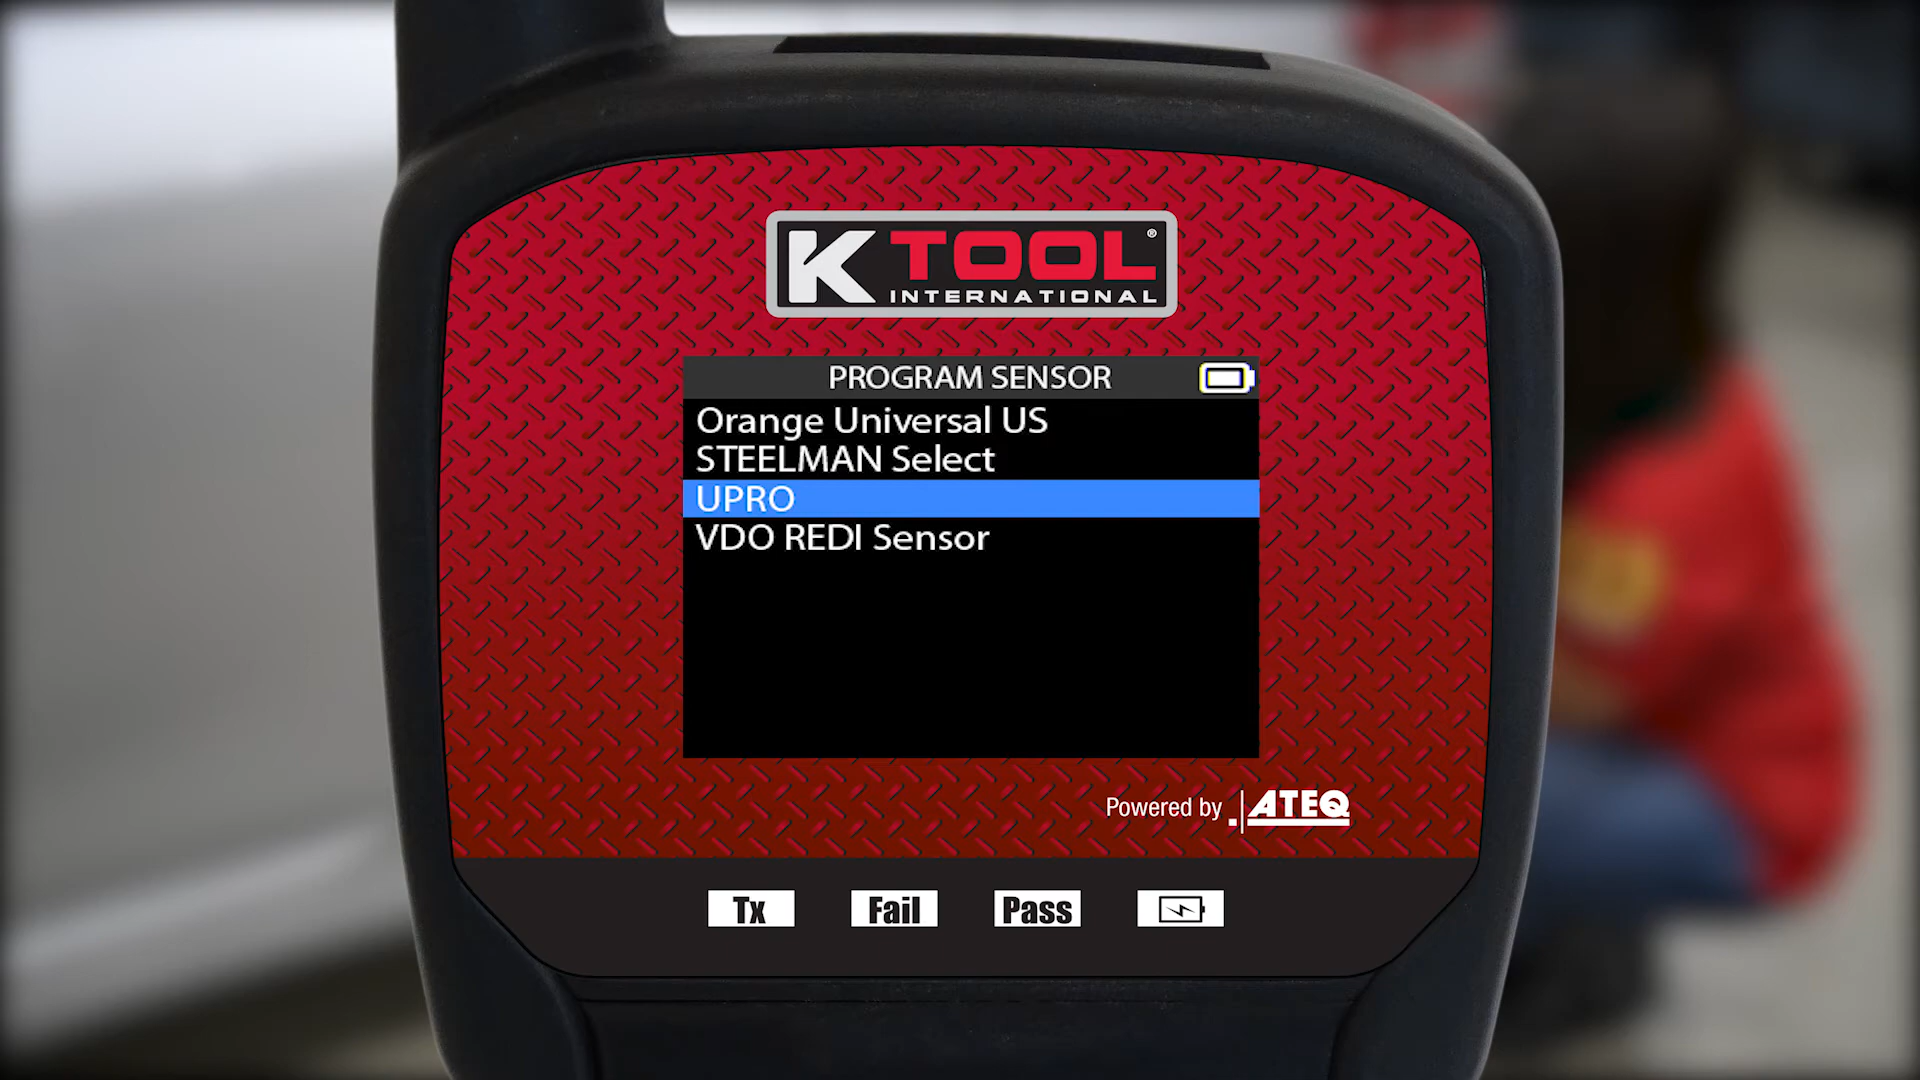 K TOOL®
INTERNATIONAL
PROGRAM SENSOR
Orange Universal US
STEELMAN Select
UPRO
VDO REDI Sensor
Powered by ATEQ
Tx
Fail
Pass